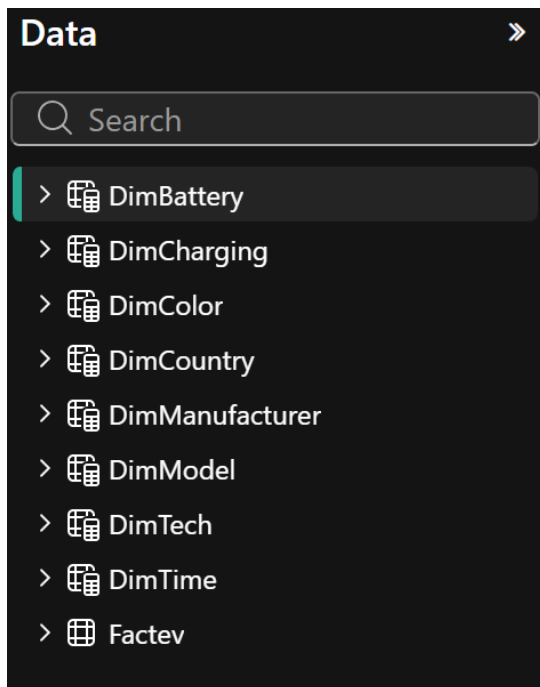 Data
Search
DimBattery
DimCharging
DimColor
DimCountry
DimManufacturer
DimModel
DimTech
DimTime
Factev